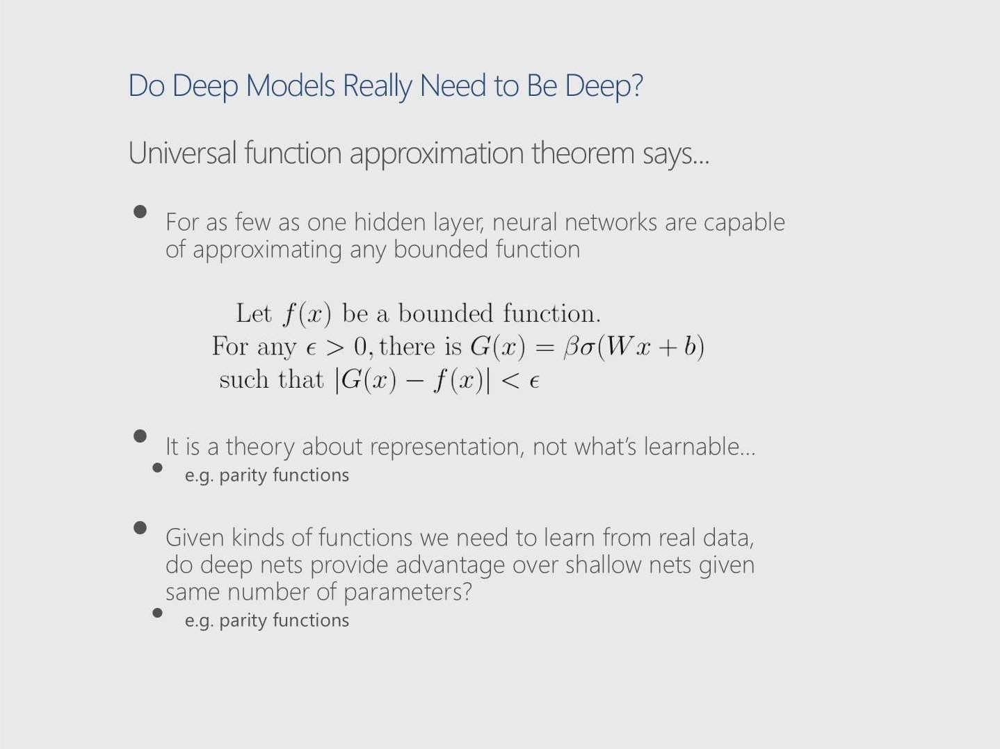 Do Deep Models Really Need to Be Deep?
Universal function approximation theorem says...
• For as few as one hidden layer, neural networks are capable
of approximating any bounded function
Let f(x) be a bounded function.
For any ϵ > 0, there is G(x) = βσ(Wx + b)
such that |G(x) − f(x)| < ϵ
• It is a theory about representation, not what’s learnable...
• e.g. parity functions
• Given kinds of functions we need to learn from real data,
do deep nets provide advantage over shallow nets given
same number of parameters?
• e.g. parity functions